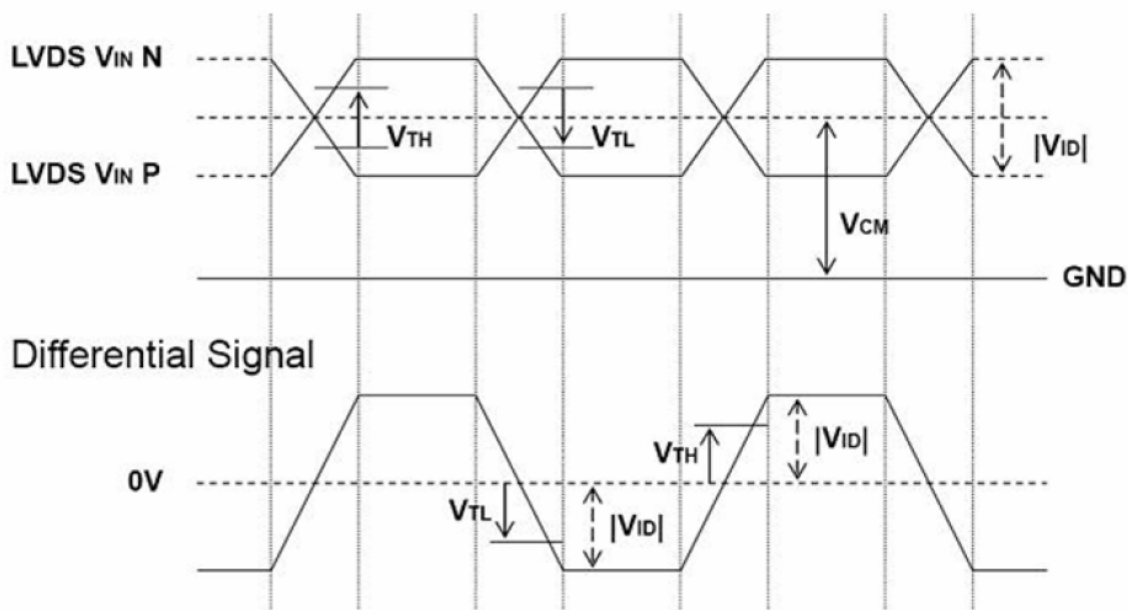 LVDS VIN N
VTH
VTL
|VID|
LVDS VIN P
VCM
GND
Differential Signal
|VID|
VTH
0V
VTL
|VID|